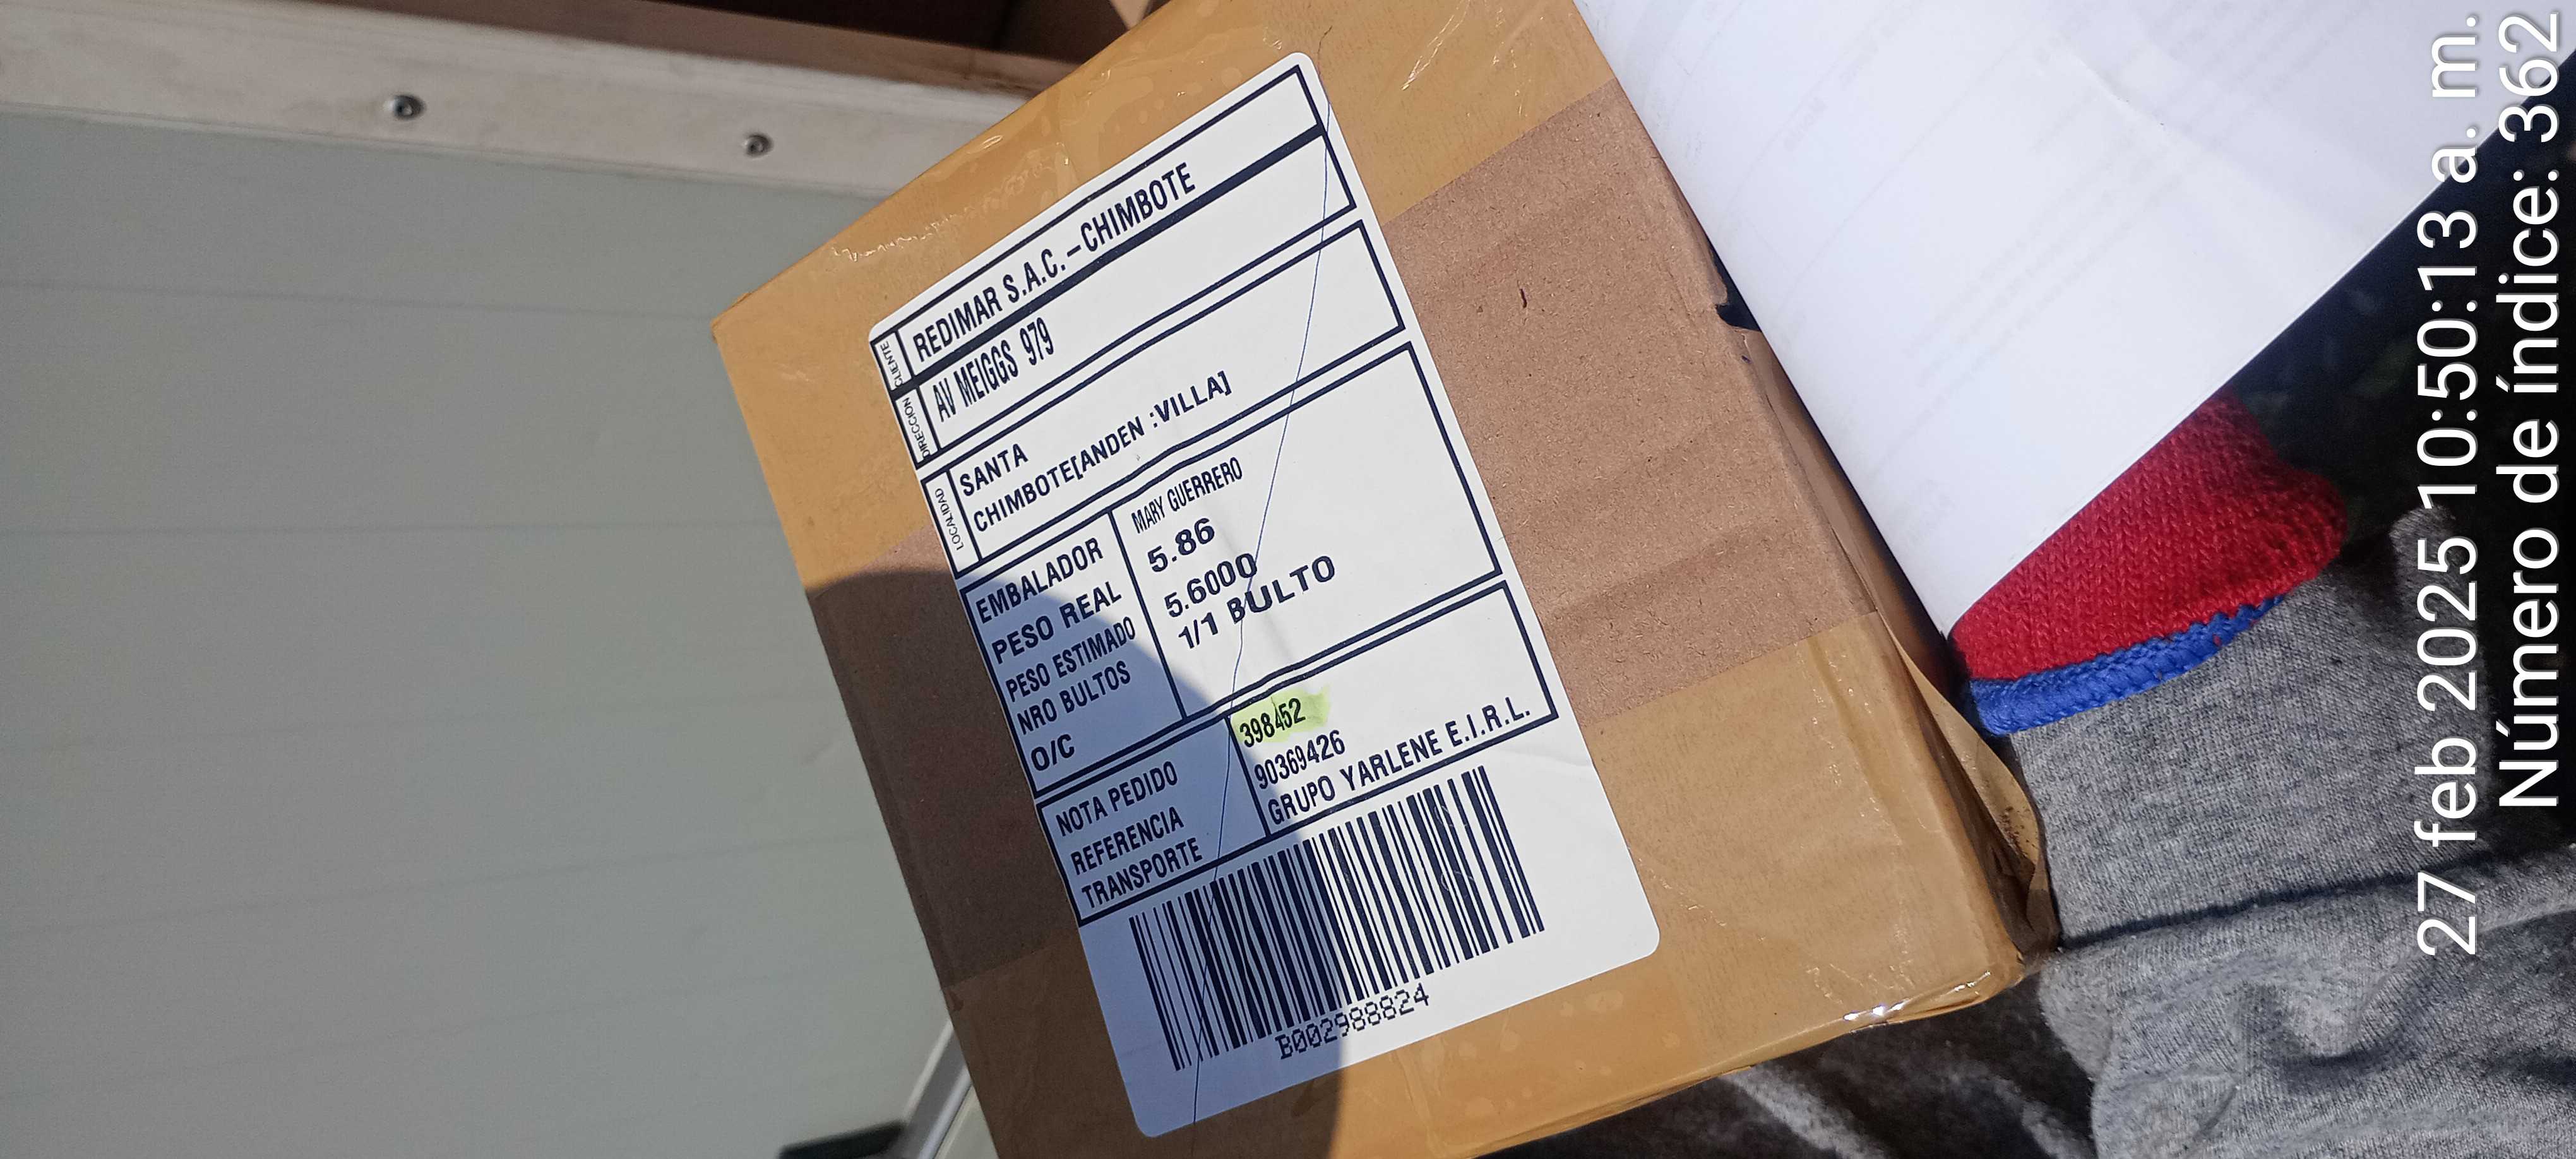 CLIENTE
REDIMAR S.A.C. - CHIMBOTE
DIRECCION
AV MEIGGS 979
LOCALIDAD
SANTA
CHIMBOTE[ANDEN :VILLA]
EMBALADOR MARY GUERRERO
PESO REAL 5.86
PESO ESTIMADO 5.6000
NRO BULTOS 1/1 BULTO
O/C
NOTA PEDIDO 398452
REFERENCIA 90369426
TRANSPORTE GRUPO YARLENE E.I.R.L.
B002988824
27 feb 2025 10:50:13 a. m.
Número de índice: 362